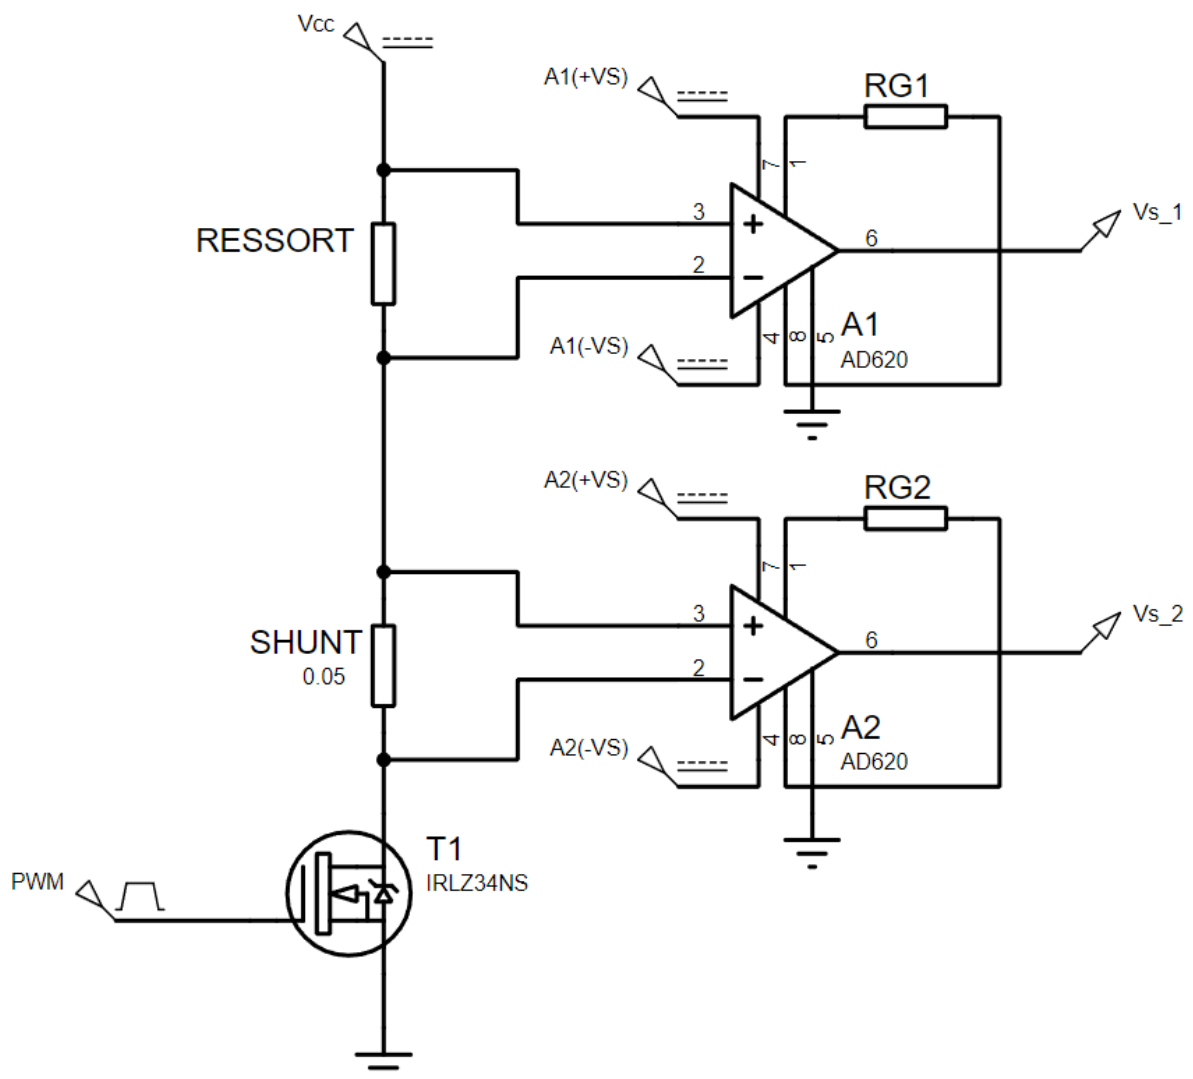 Vcc
A1(+VS)
RG1
7
1
RESSORT
3
+
2
−
6
Vs_1
A1(-VS)
4
8
5
A1
AD620
A2(+VS)
RG2
7
1
SHUNT
0.05
3
+
2
−
6
Vs_2
A2(-VS)
4
8
5
A2
AD620
PWM
T1
IRLZ34NS